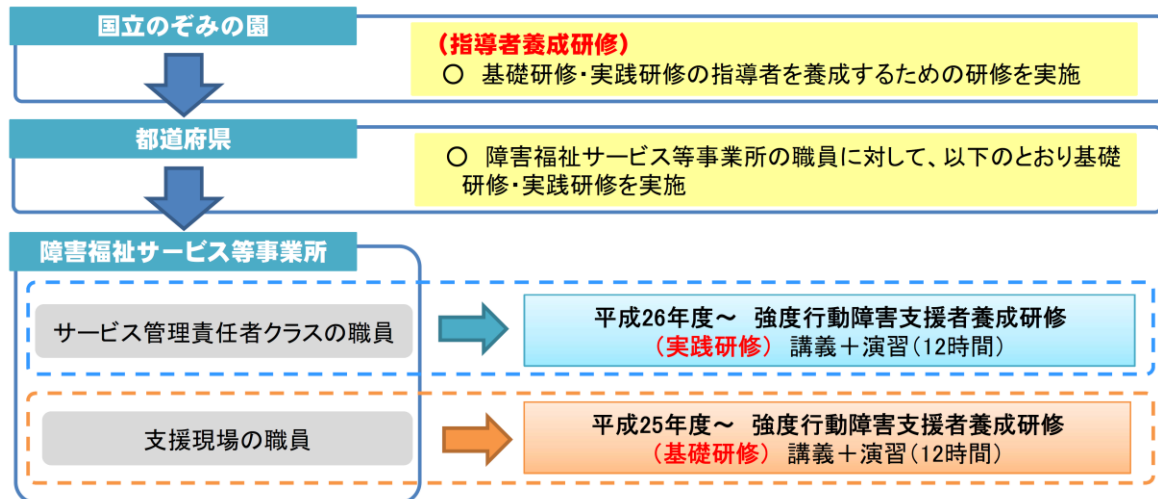 国立のぞみの園
(指導者養成研修)
○ 基礎研修・実践研修の指導者を養成するための研修を実施
都道府県
○ 障害福祉サービス等事業所の職員に対して、以下のとおり基礎
研修・実践研修を実施
障害福祉サービス等事業所
サービス管理責任者クラスの職員
平成26年度～ 強度行動障害支援者養成研修
(実践研修) 講義＋演習(12時間)
支援現場の職員
平成25年度～ 強度行動障害支援者養成研修
(基礎研修) 講義＋演習(12時間)